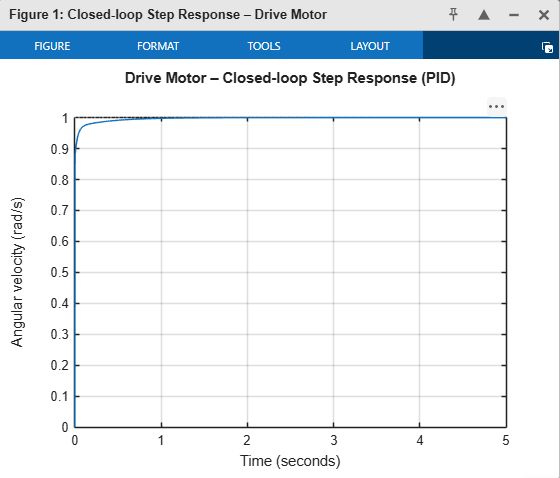 Figure 1: Closed-loop Step Response – Drive Motor
FIGURE FORMAT TOOLS LAYOUT
Drive Motor – Closed-loop Step Response (PID)
1
0.9
0.8
0.7
0.6
0.5
0.4
0.3
0.2
0.1
0
Angular velocity (rad/s)
0 1 2 3 4 5
Time (seconds)